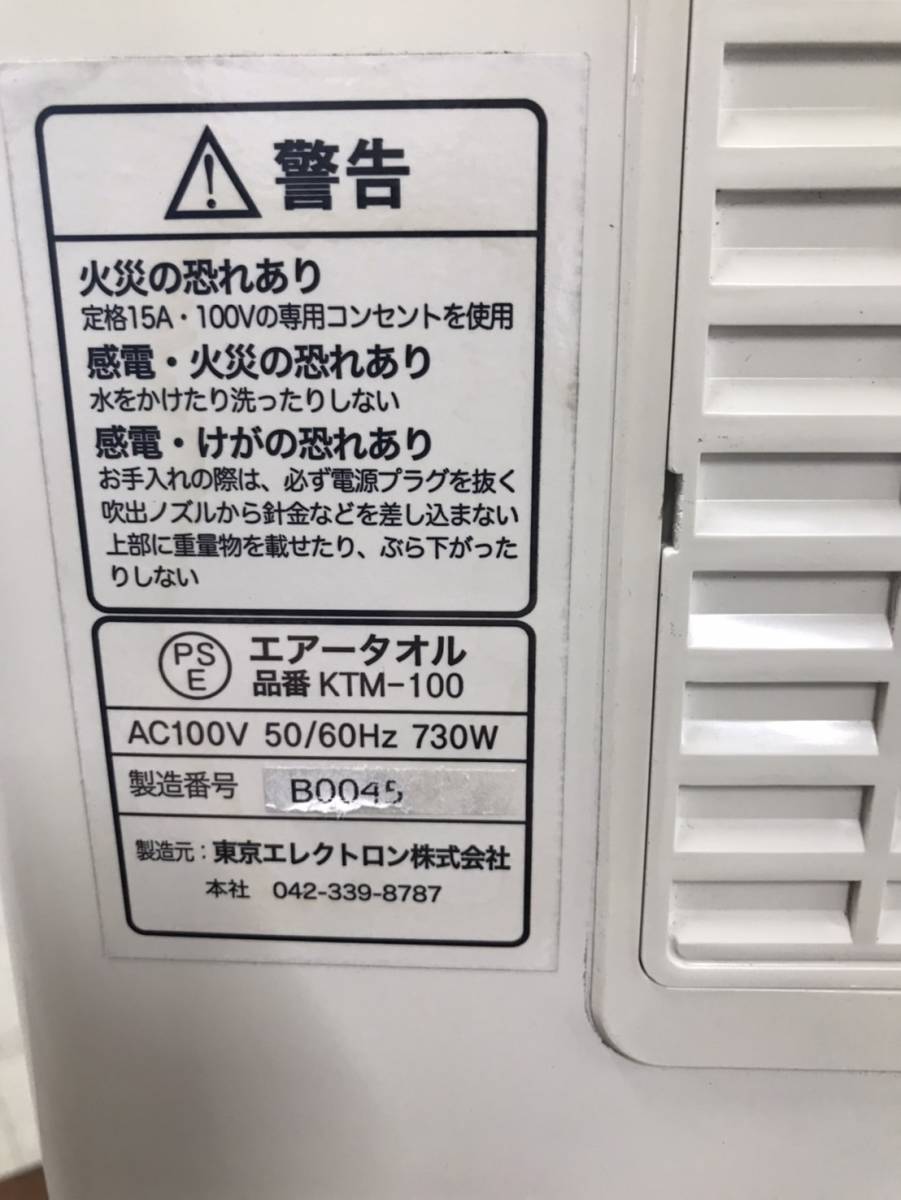 警告
火災の恐れあり
定格15A・100Vの専用コンセントを使用
感電・火災の恐れあり
水をかけたり洗ったりしない
感電・けがの恐れあり
お手入れの際は、必ず電源プラグを抜く
吹出ノズルから針金などを差し込まない
上部に重量物を載せたり、ぶら下がった
りしない
PS
E
エアータオル
品番 KTM-100
AC100V 50/60Hz 730W
製造番号 B0045
製造元：東京エレクトロン株式会社
本社 042-339-8787